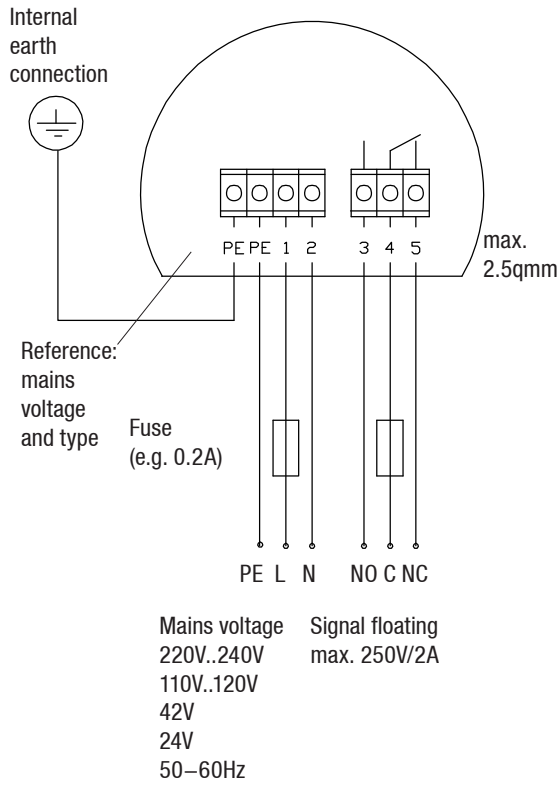 Internal
earth
connection
PE PE 1 2 3 4 5
max.
2.5qmm
Reference:
mains
voltage
and type
Fuse
(e.g. 0.2A)
PE L N NO C NC
Mains voltage
220V..240V
110V..120V
42V
24V
50–60Hz
Signal floating
max. 250V/2A